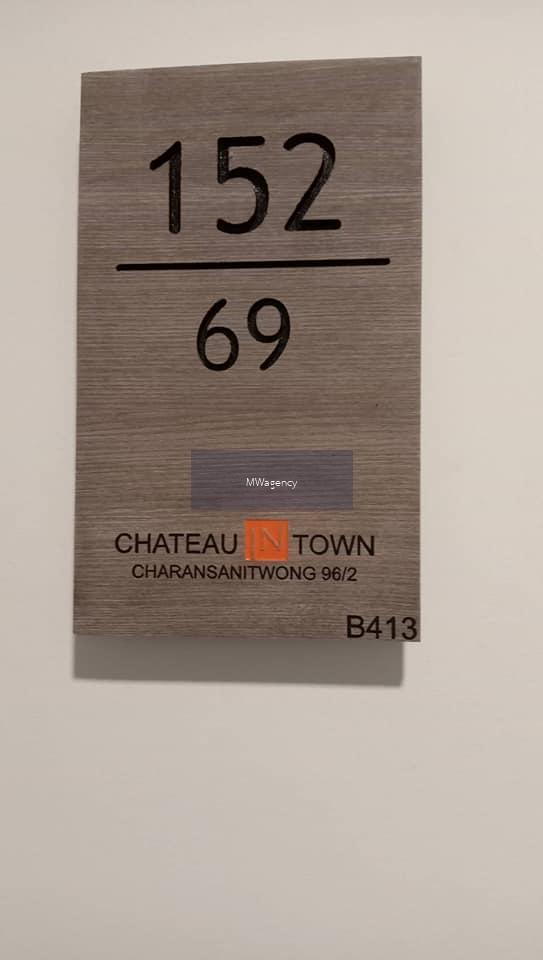 152
69
MWagency
CHATEAU IN TOWN
CHARANSANITWONG 96/2
B413